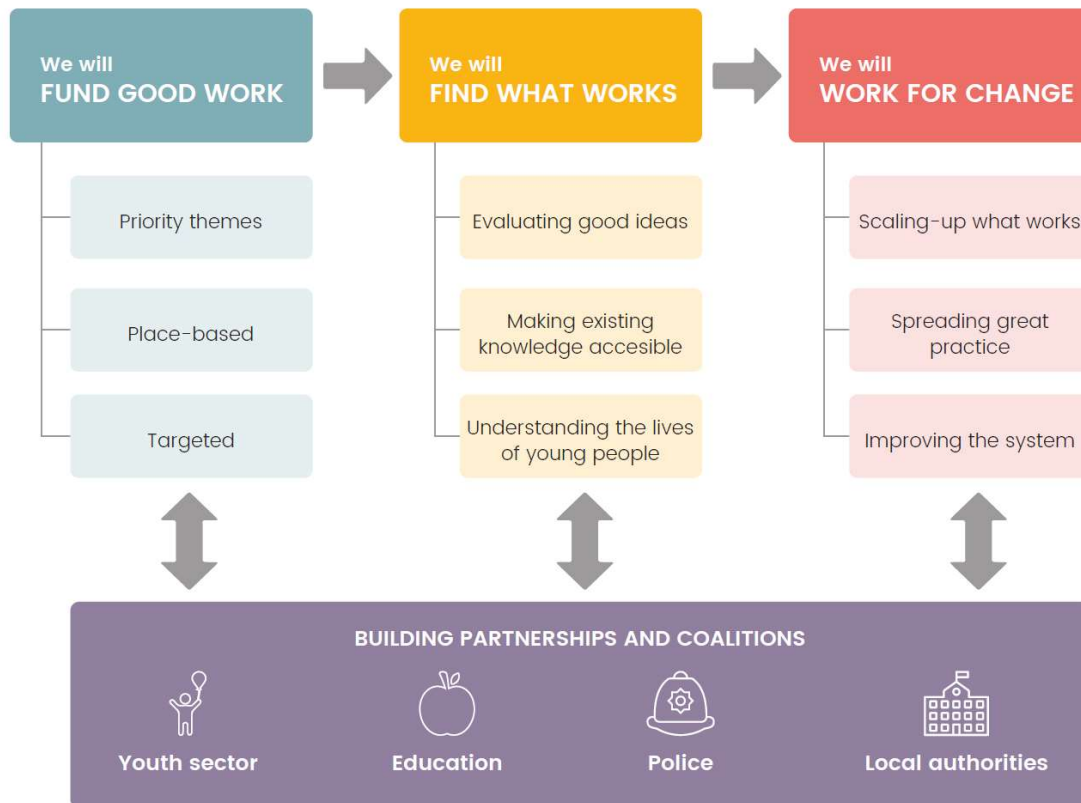 We will
FUND GOOD WORK
We will
FIND WHAT WORKS
We will
WORK FOR CHANGE
Priority themes
Evaluating good ideas
Scaling-up what works
Place-based
Making existing
knowledge accesible
Spreading great
practice
Targeted
Understanding the lives
of young people
Improving the system
BUILDING PARTNERSHIPS AND COALITIONS
Youth sector
Education
Police
Local authorities